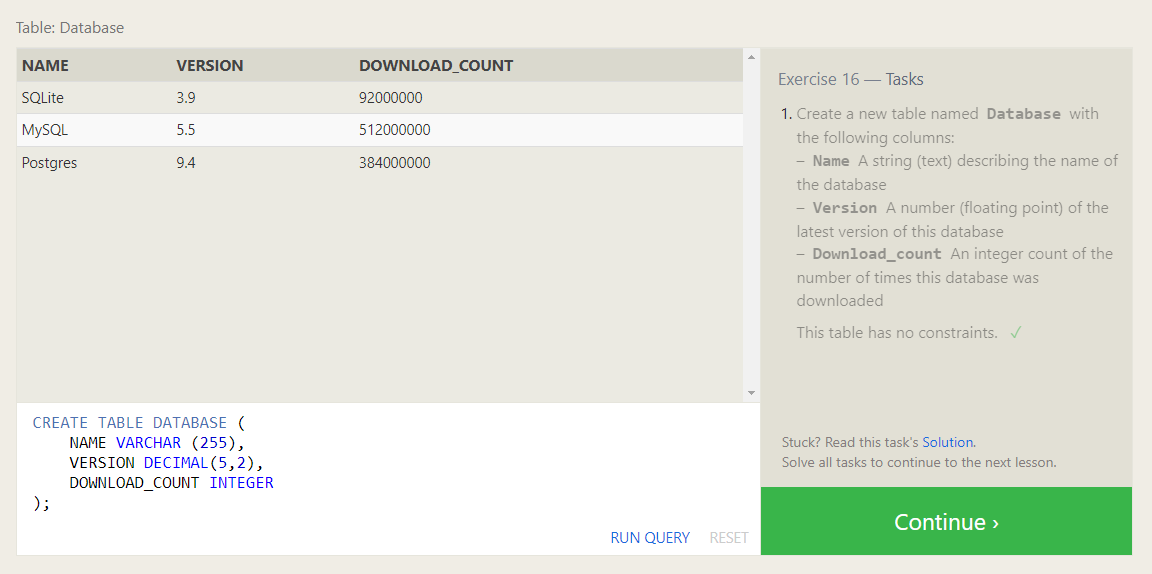 Table: Database
NAME VERSION DOWNLOAD_COUNT
SQLite 3.9 92000000
MySQL 5.5 512000000
Postgres 9.4 384000000
CREATE TABLE DATABASE (
    NAME VARCHAR (255),
    VERSION DECIMAL(5,2),
    DOWNLOAD_COUNT INTEGER
);
RUN QUERY RESET
Exercise 16 — Tasks
1. Create a new table named Database with
the following columns:
– Name A string (text) describing the name of
the database
– Version A number (floating point) of the
latest version of this database
– Download_count An integer count of the
number of times this database was
downloaded
This table has no constraints. ✓
Stuck? Read this task's Solution.
Solve all tasks to continue to the next lesson.
Continue ›